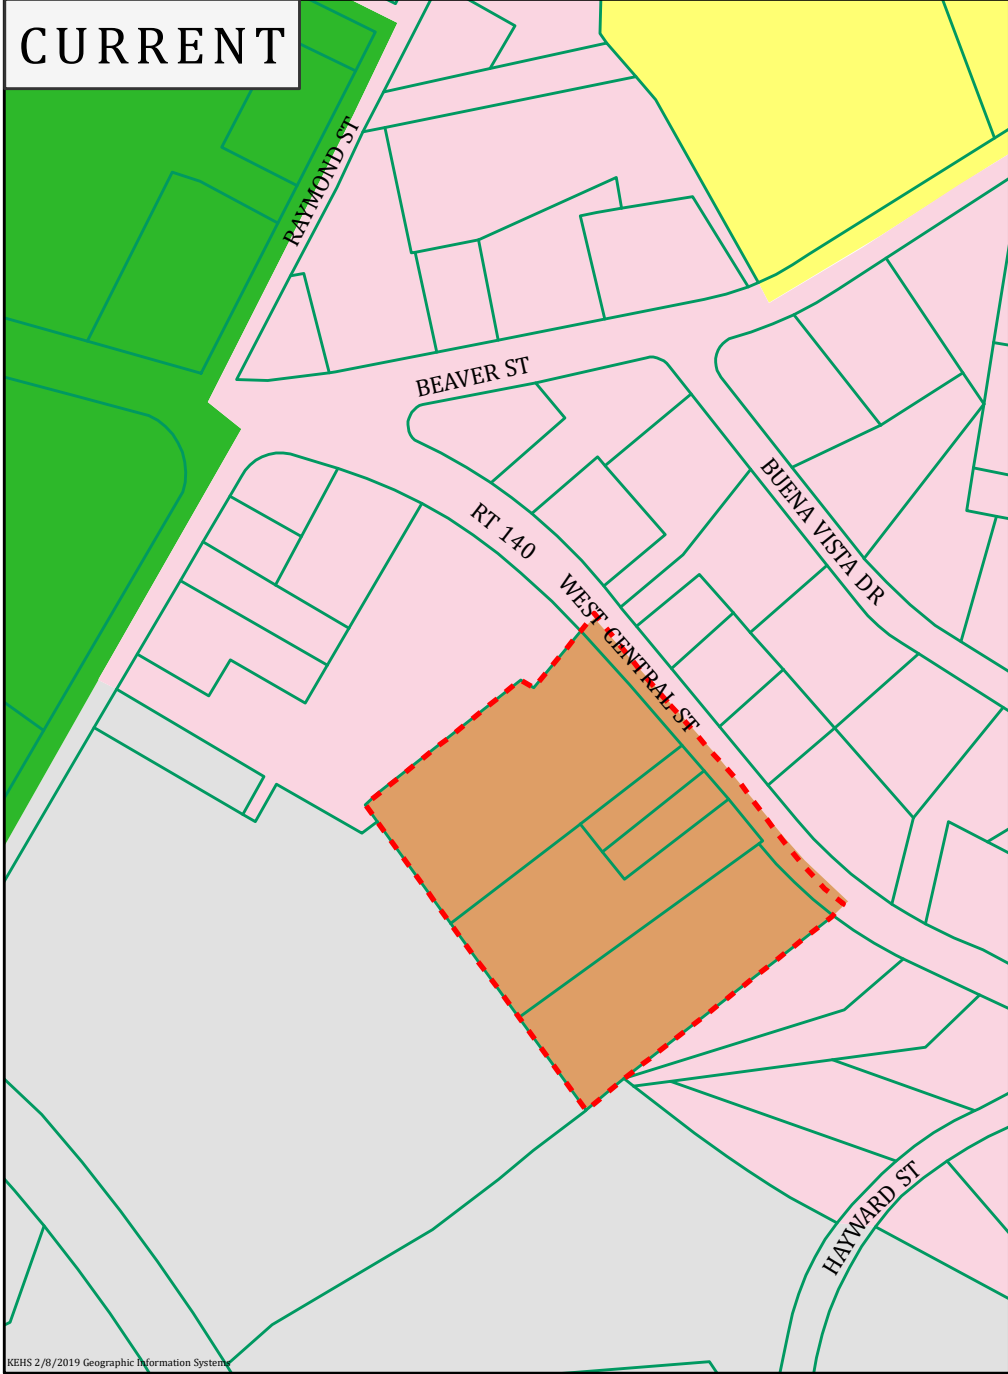 CURRENT
RAYMOND ST
BEAVER ST
BUENA VISTA DR
RT 140
WEST CENTRAL ST
HAYWARD ST
KEHS 2/8/2019 Geographic Information Systems